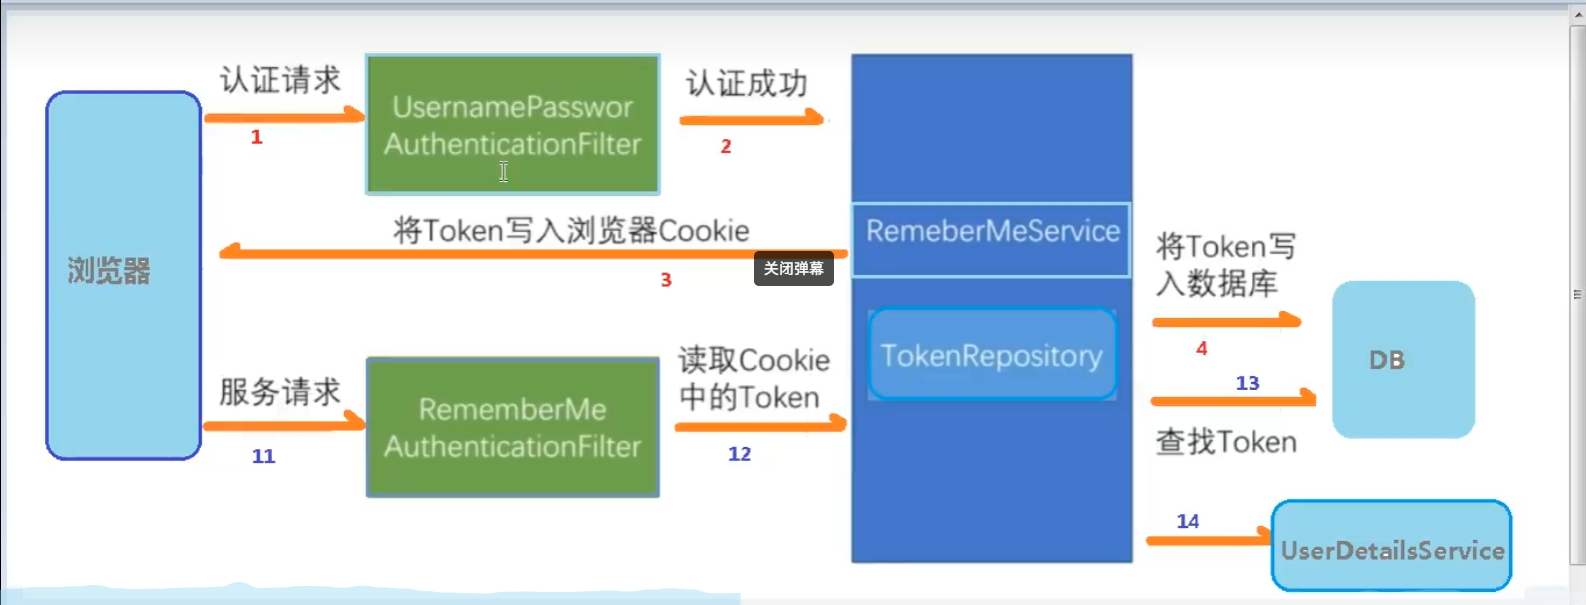 认证请求
1
UsernamePasswor
AuthenticationFilter
认证成功
2
将Token写入浏览器Cookie
3
关闭弹幕
浏览器
RemeberMeService
TokenRepository
将Token写
入数据库
4
DB
13
查找Token
服务请求
11
RememberMe
AuthenticationFilter
读取Cookie
中的Token
12
14
UserDetailsService